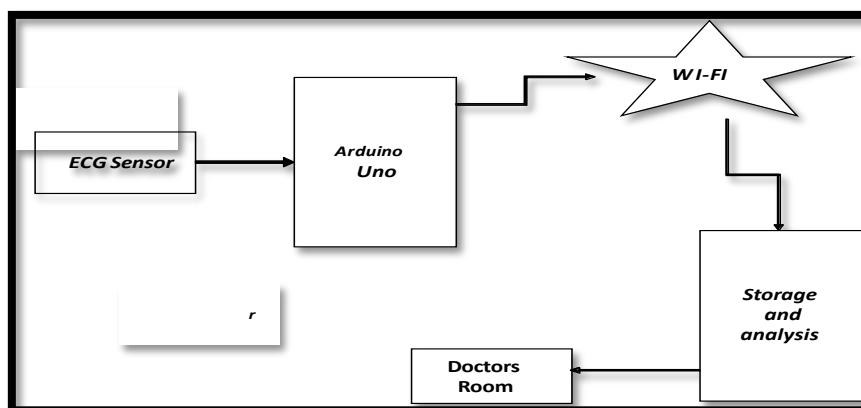 WI-FI
ECG Sensor
Arduino
Uno
r
Storage
and
analysis
Doctors
Room